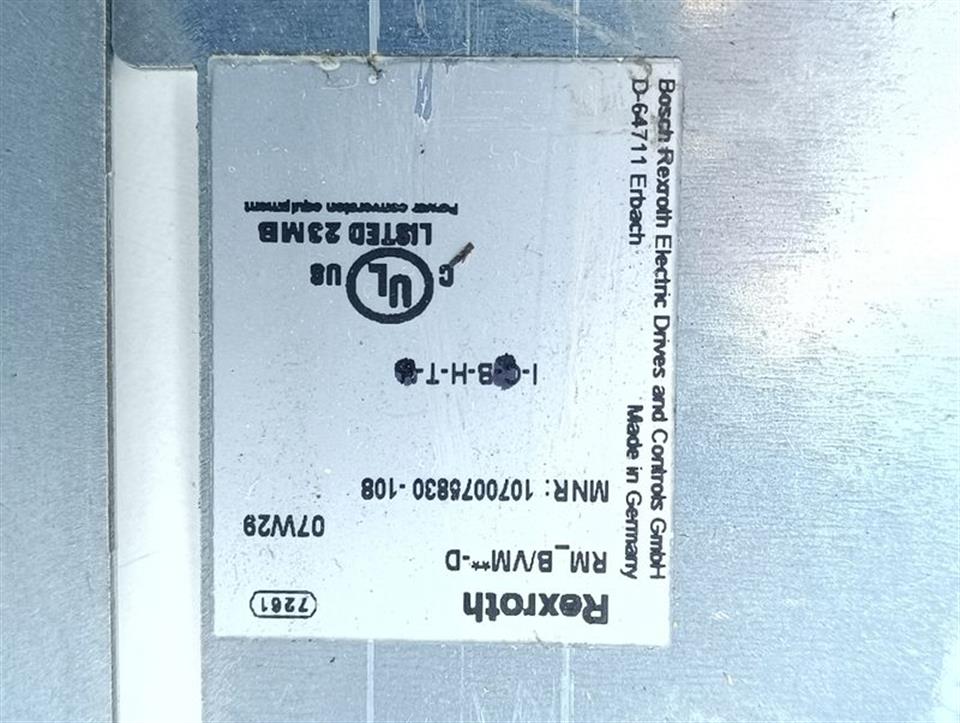 Rexroth
7261
RM_B/VM**-D
07W29
MNR: 1070075830-108
I- -B-H-T-
C UL US
LISTED 23MB
Power conversion equipment
Bosch Rexroth Electric Drives and Controls GmbH
D-64711 Erbach Made in Germany